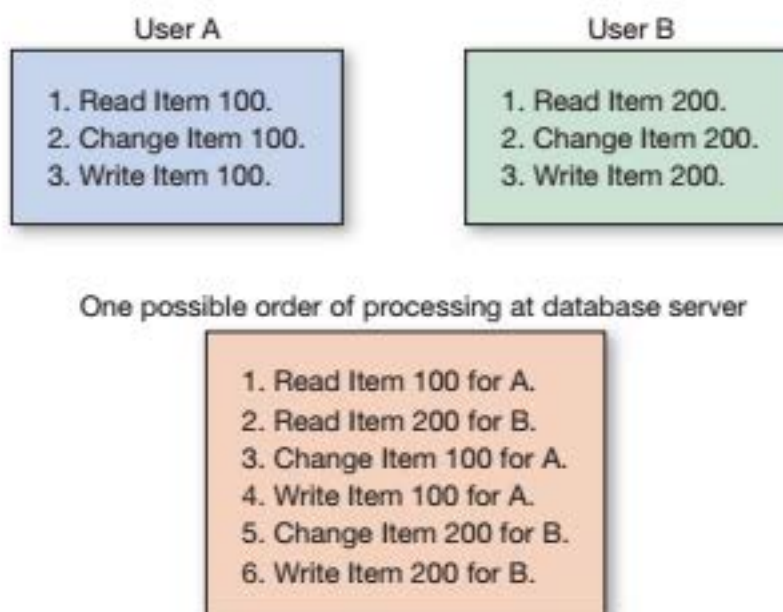 User A
1. Read Item 100.
2. Change Item 100.
3. Write Item 100.
User B
1. Read Item 200.
2. Change Item 200.
3. Write Item 200.
One possible order of processing at database server
1. Read Item 100 for A.
2. Read Item 200 for B.
3. Change Item 100 for A.
4. Write Item 100 for A.
5. Change Item 200 for B.
6. Write Item 200 for B.